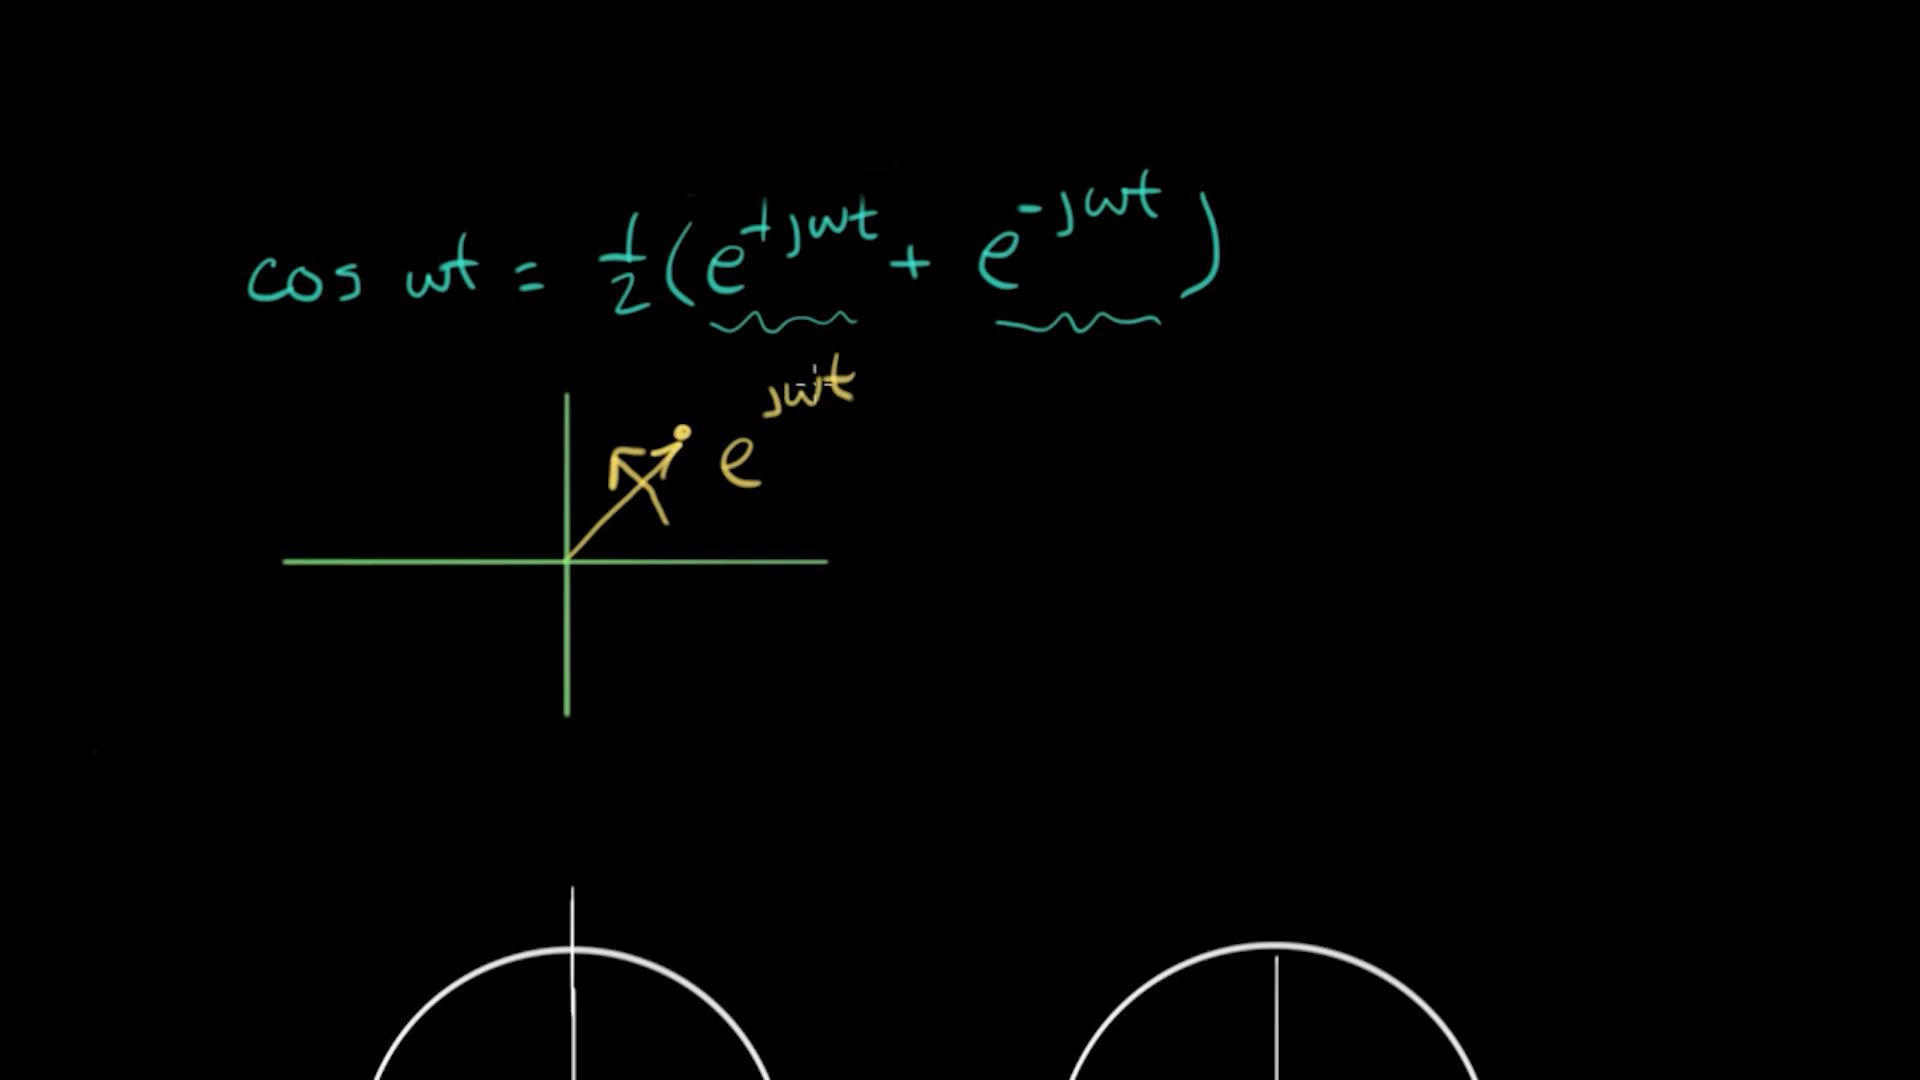 cos ωt = 1/2 (e^{+jωt} + e^{-jωt})
e^{jωt}